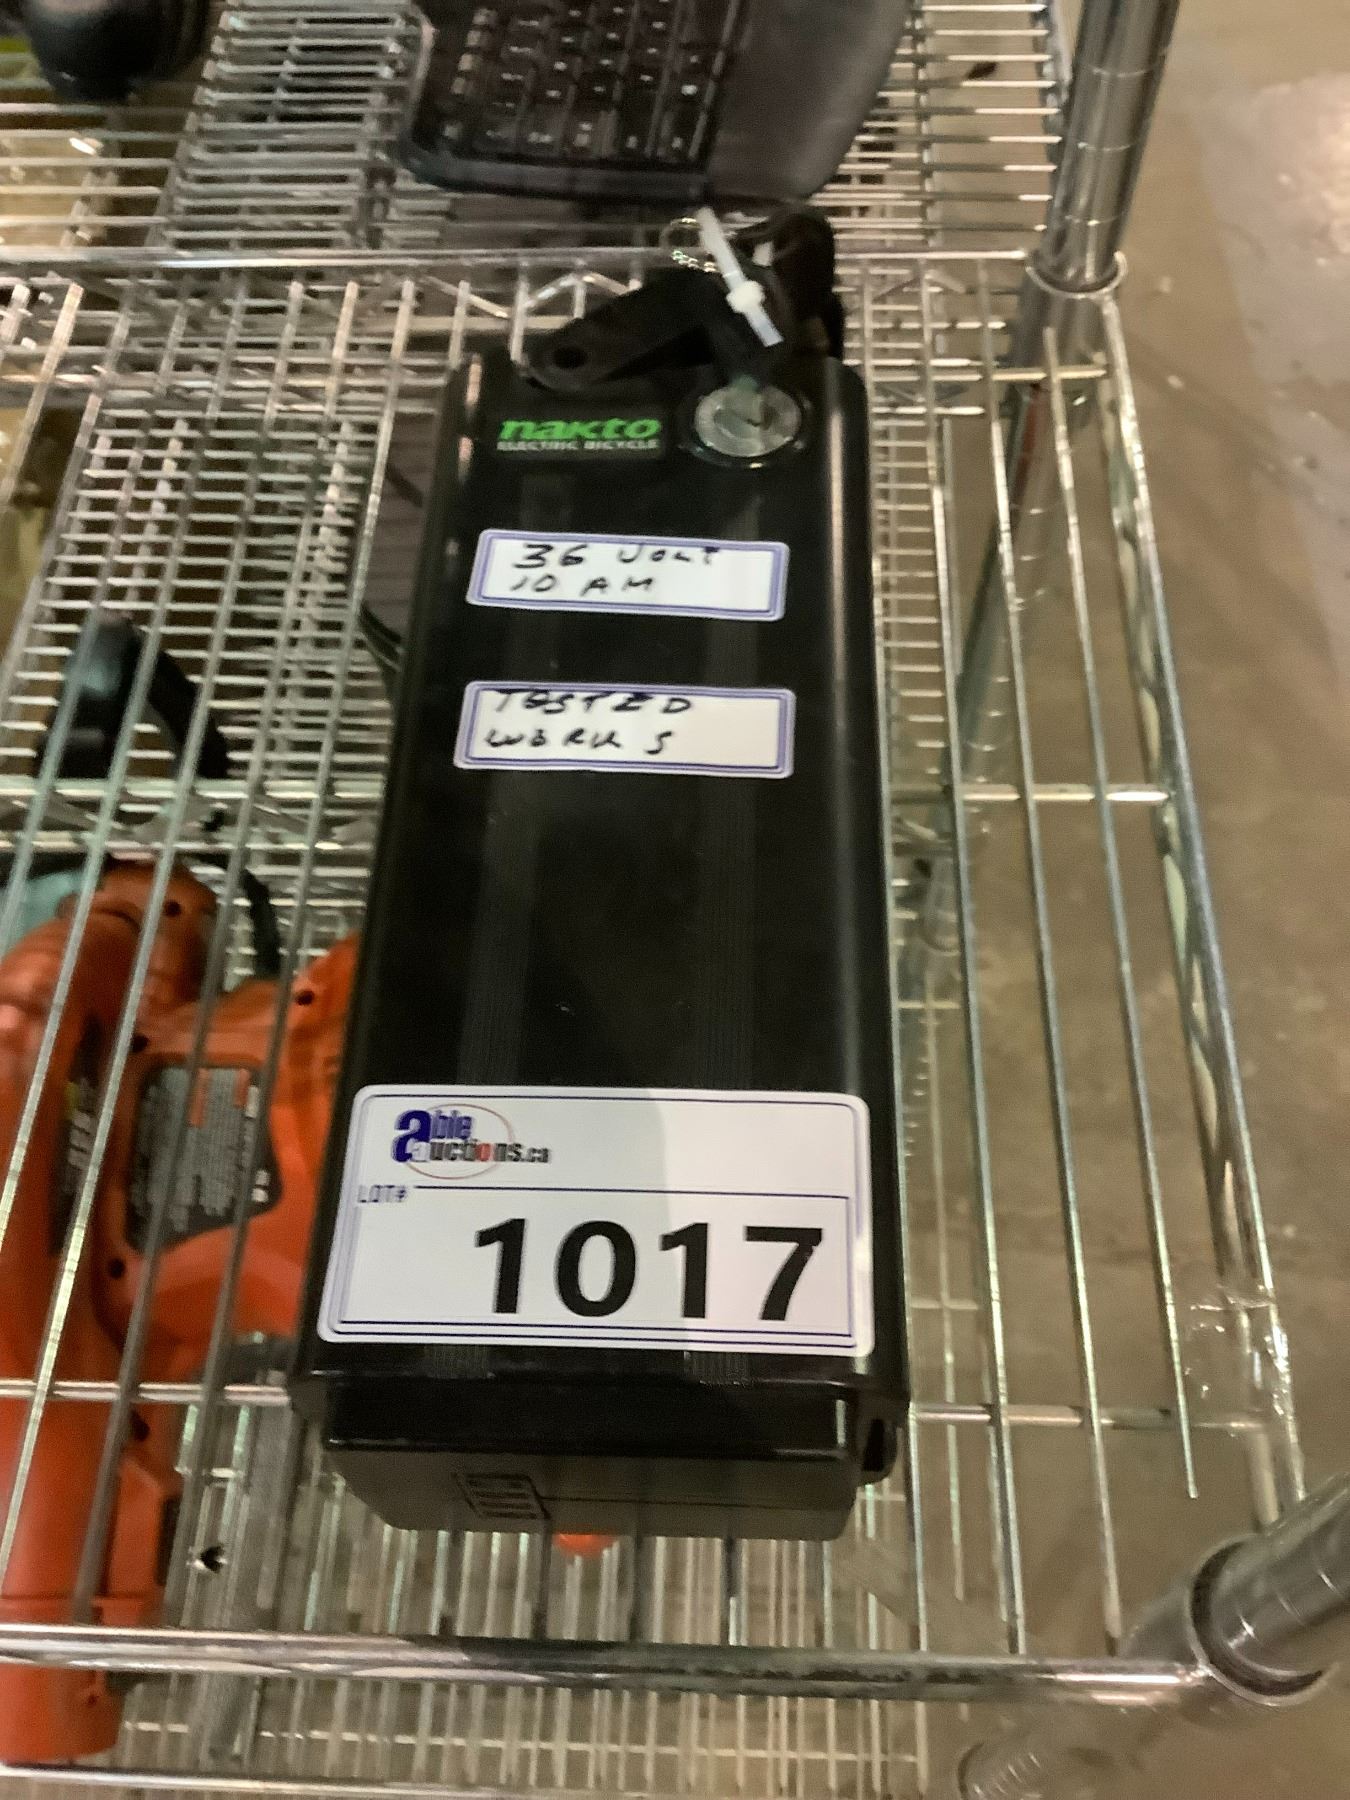 nakto
ELECTRIC BICYCLE
36 VOLT
10 AM
TESTED
WORKS
able
auctions.ca
LOT#
1017